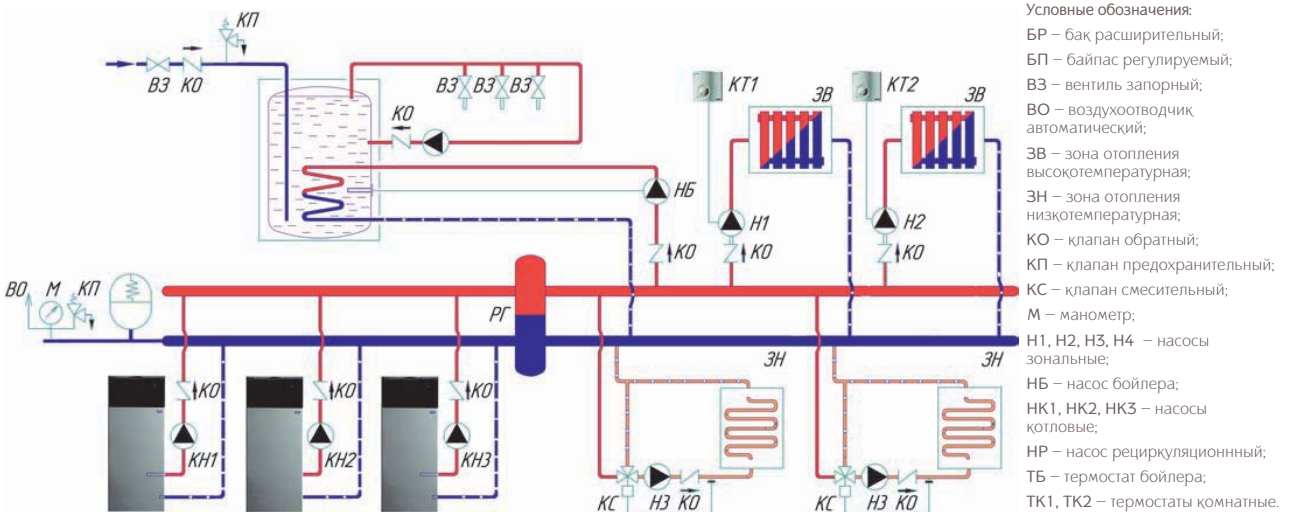 КП
ВЗ КО
ВЗ ВЗ ВЗ
КО
НБ
КО
КТ1
ЗВ
Н1
КО
КТ2
ЗВ
Н2
КО
ВО М КП
РГ
КО
КН1
КО
КН2
КО
КН3
ЗН
КС Н3 КО
ЗН
КС Н3 КО
Условные обозначения:
БР – бак расширительный;
БП – байпас регулируемый;
ВЗ – вентиль запорный;
ВО – воздухоотводчик
автоматический;
ЗВ – зона отопления
высокотемпературная;
ЗН – зона отопления
низкотемпературная;
КО – клапан обратный;
КП – клапан предохранительный;
КС – клапан смесительный;
М – манометр;
Н1, Н2, Н3, Н4 – насосы
зональные;
НБ – насос бойлера;
НК1, НК2, НК3 – насосы
котловые;
НР – насос рециркуляционнный;
ТБ – термостат бойлера;
ТК1, ТК2 – термостаты комнатные.